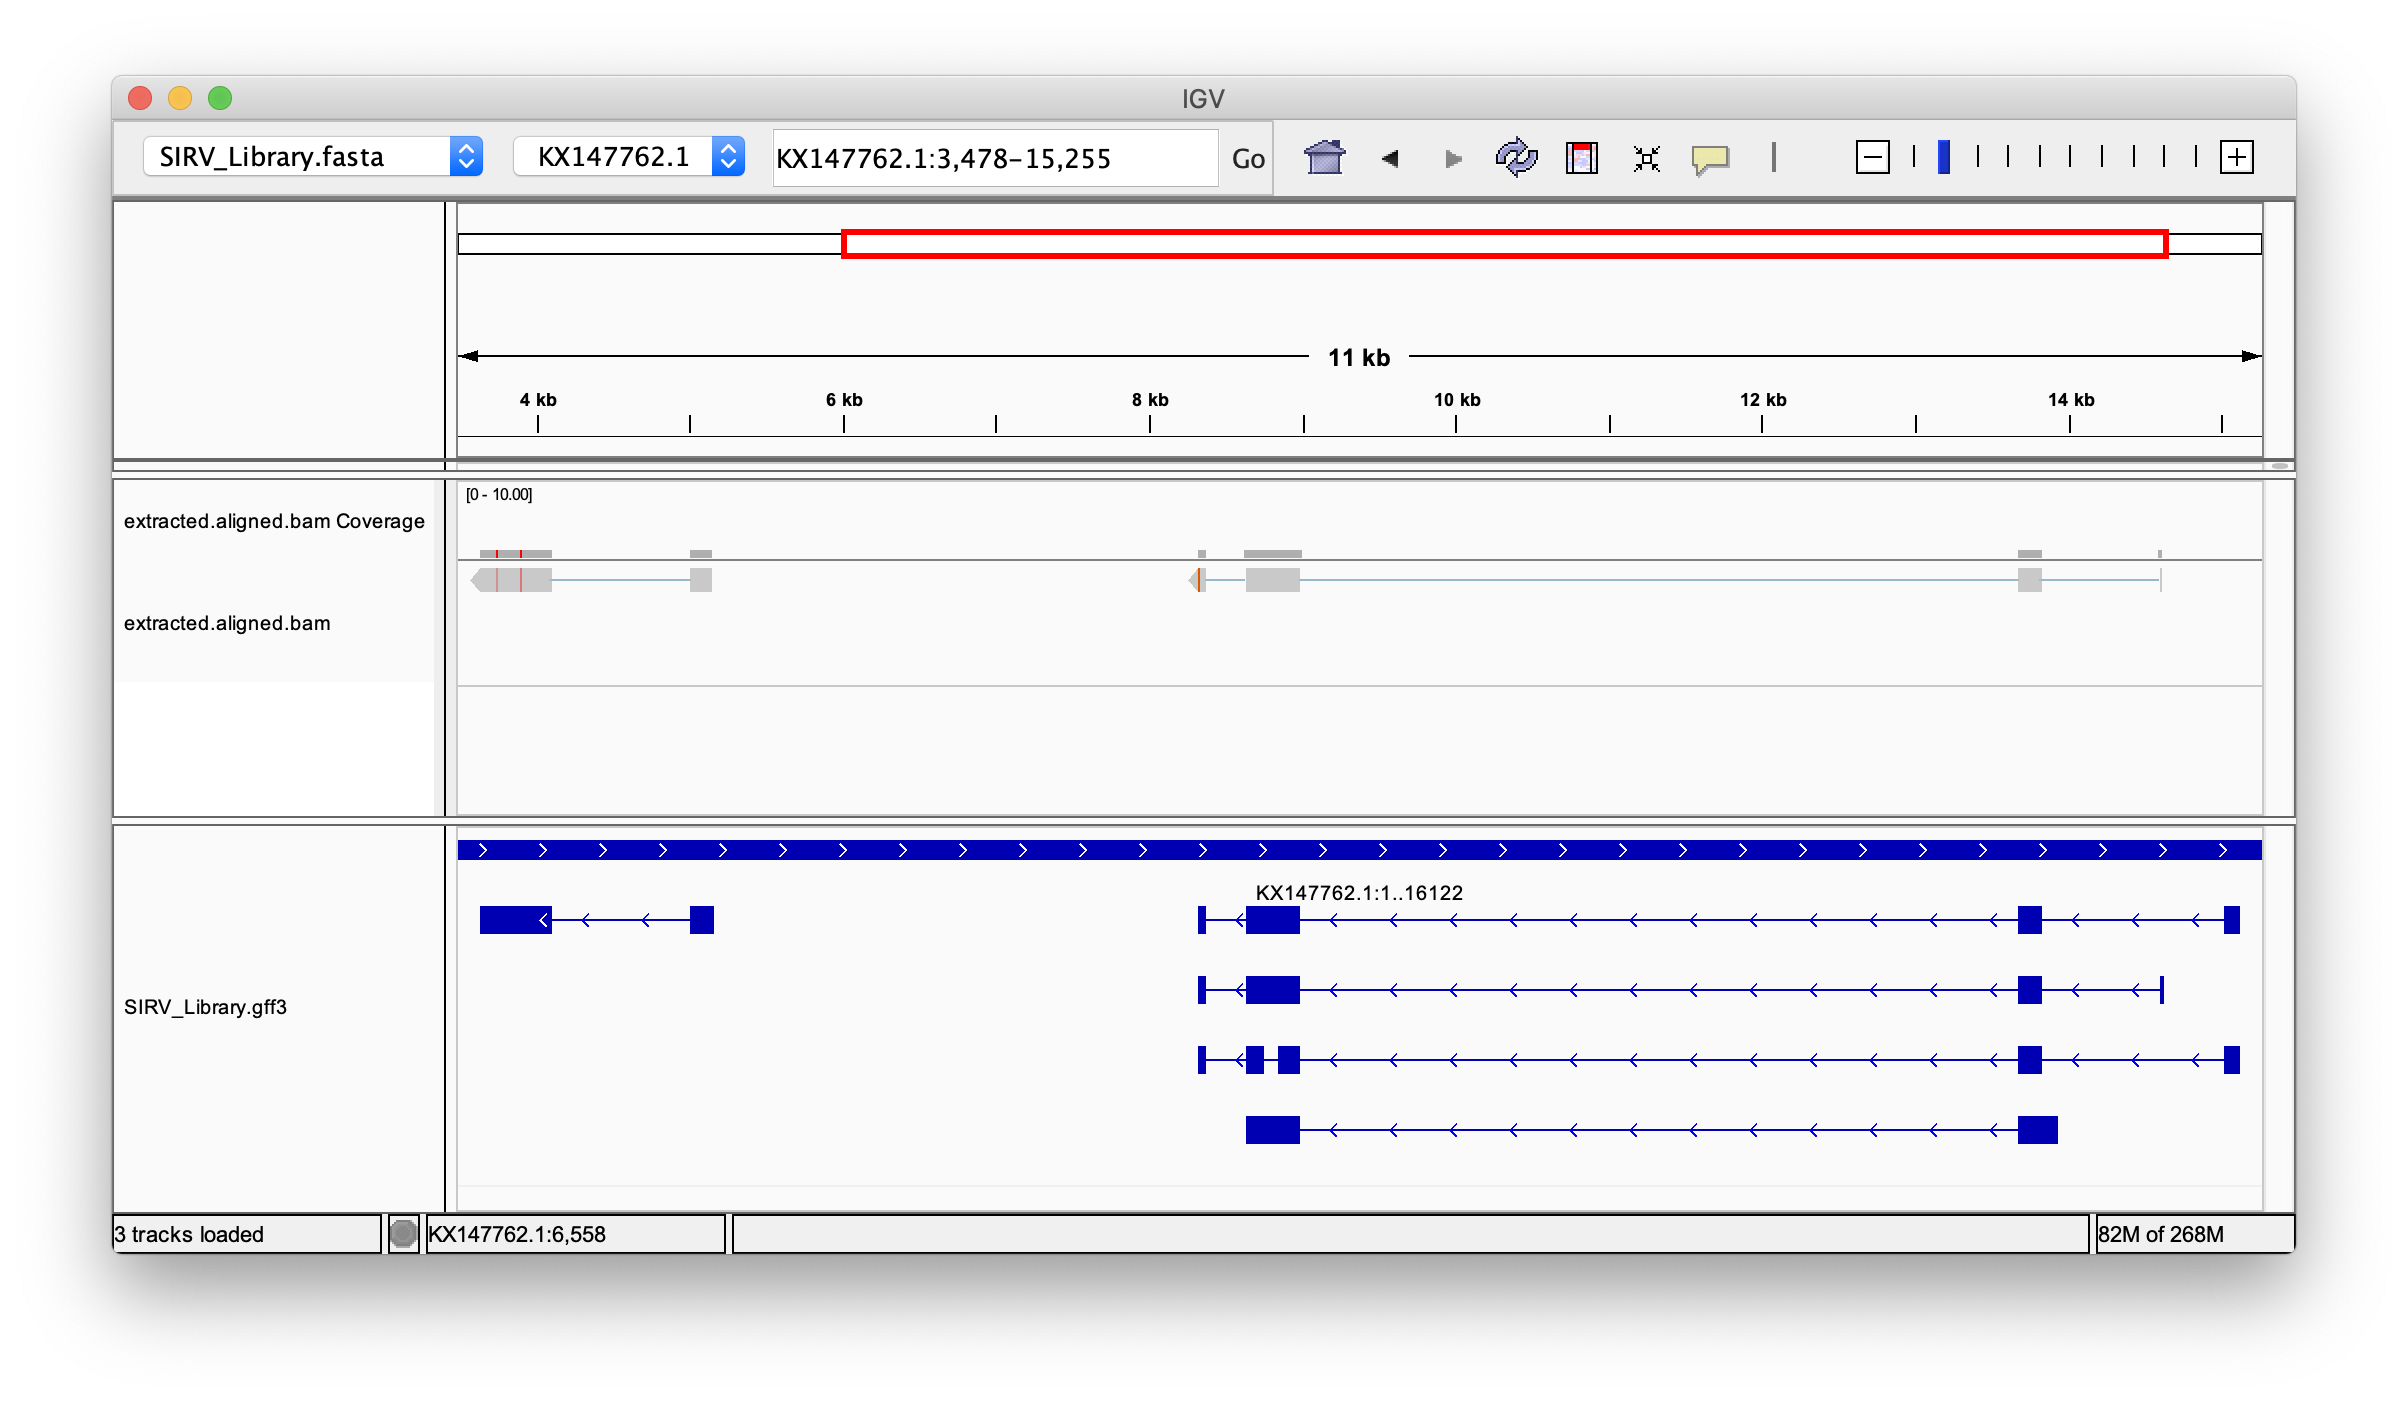 IGV
SIRV_Library.fasta KX147762.1 KX147762.1:3,478-15,255 Go
11 kb
4 kb 6 kb 8 kb 10 kb 12 kb 14 kb
[0 - 10.00]
extracted.aligned.bam Coverage
extracted.aligned.bam
KX147762.1:1..16122
SIRV_Library.gff3
3 tracks loaded KX147762.1:6,558 82M of 268M